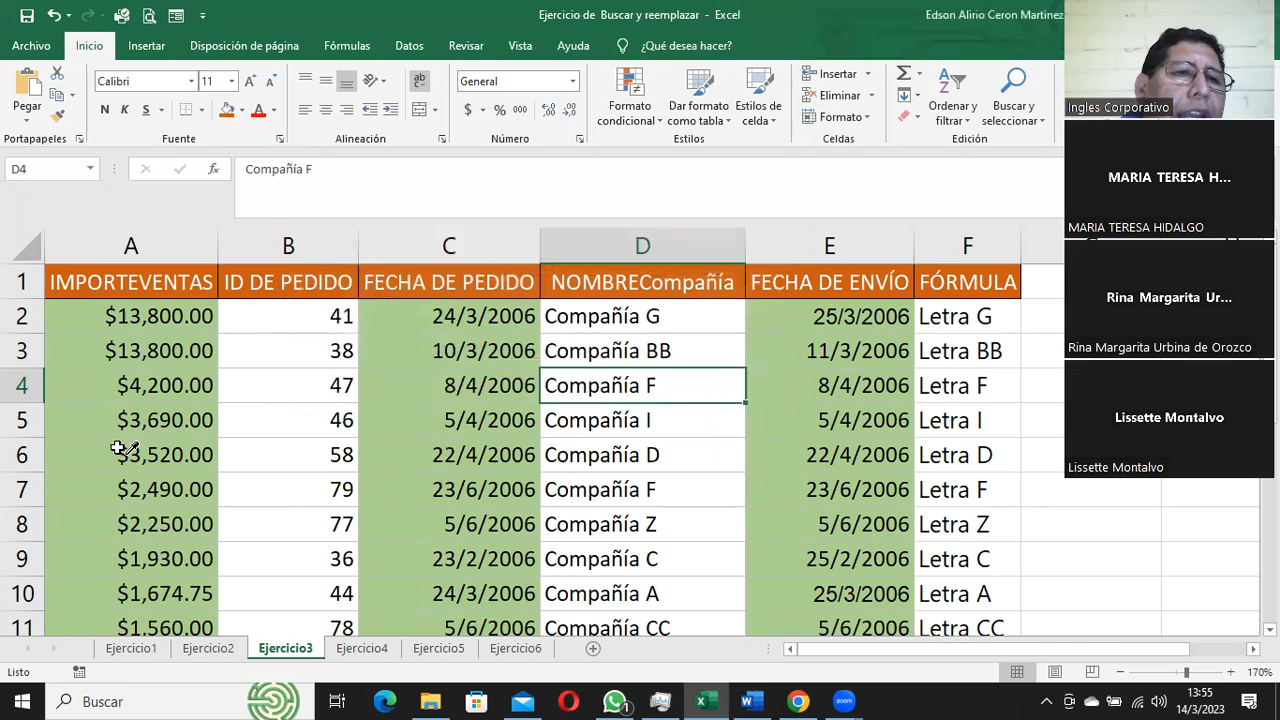 Ejercicio de Buscar y reemplazar - Excel
Edson Alirio Ceron Martinez
Archivo Inicio Insertar Disposición de página Fórmulas Datos Revisar Vista Ayuda ¿Qué desea hacer?
Pegar
Calibri 11
N K S
General
$ % 000
Formato condicional
Dar formato como tabla
Estilos de celda
Insertar
Eliminar
Formato
Ordenar y filtrar
Buscar y seleccionar
Portapapeles Fuente Alineación Número Estilos Celdas Edición
D4 fx Compañía F
A B C D E F
1 IMPORTEVENTAS ID DE PEDIDO FECHA DE PEDIDO NOMBRECompañía FECHA DE ENVÍO FÓRMULA
2 $13,800.00 41 24/3/2006 Compañía G 25/3/2006 Letra G
3 $13,800.00 38 10/3/2006 Compañía BB 11/3/2006 Letra BB
4 $4,200.00 47 8/4/2006 Compañía F 8/4/2006 Letra F
5 $3,690.00 46 5/4/2006 Compañía I 5/4/2006 Letra I
6 $3,520.00 58 22/4/2006 Compañía D 22/4/2006 Letra D
7 $2,490.00 79 23/6/2006 Compañía F 23/6/2006 Letra F
8 $2,250.00 77 5/6/2006 Compañía Z 5/6/2006 Letra Z
9 $1,930.00 36 23/2/2006 Compañía C 25/2/2006 Letra C
10 $1,674.75 44 24/3/2006 Compañía A 25/3/2006 Letra A
11 $1,560.00 78 5/6/2006 Compañía CC 5/6/2006 Letra CC
Ejercicio1 Ejercicio2 Ejercicio3 Ejercicio4 Ejercicio5 Ejercicio6
Listo
170%
Buscar
13:55
14/3/2023
Ingles Corporativo
MARIA TERESA H...
MARIA TERESA HIDALGO
Rina Margarita Ur...
Rina Margarita Urbina de Orozco
Lissette Montalvo
Lissette Montalvo